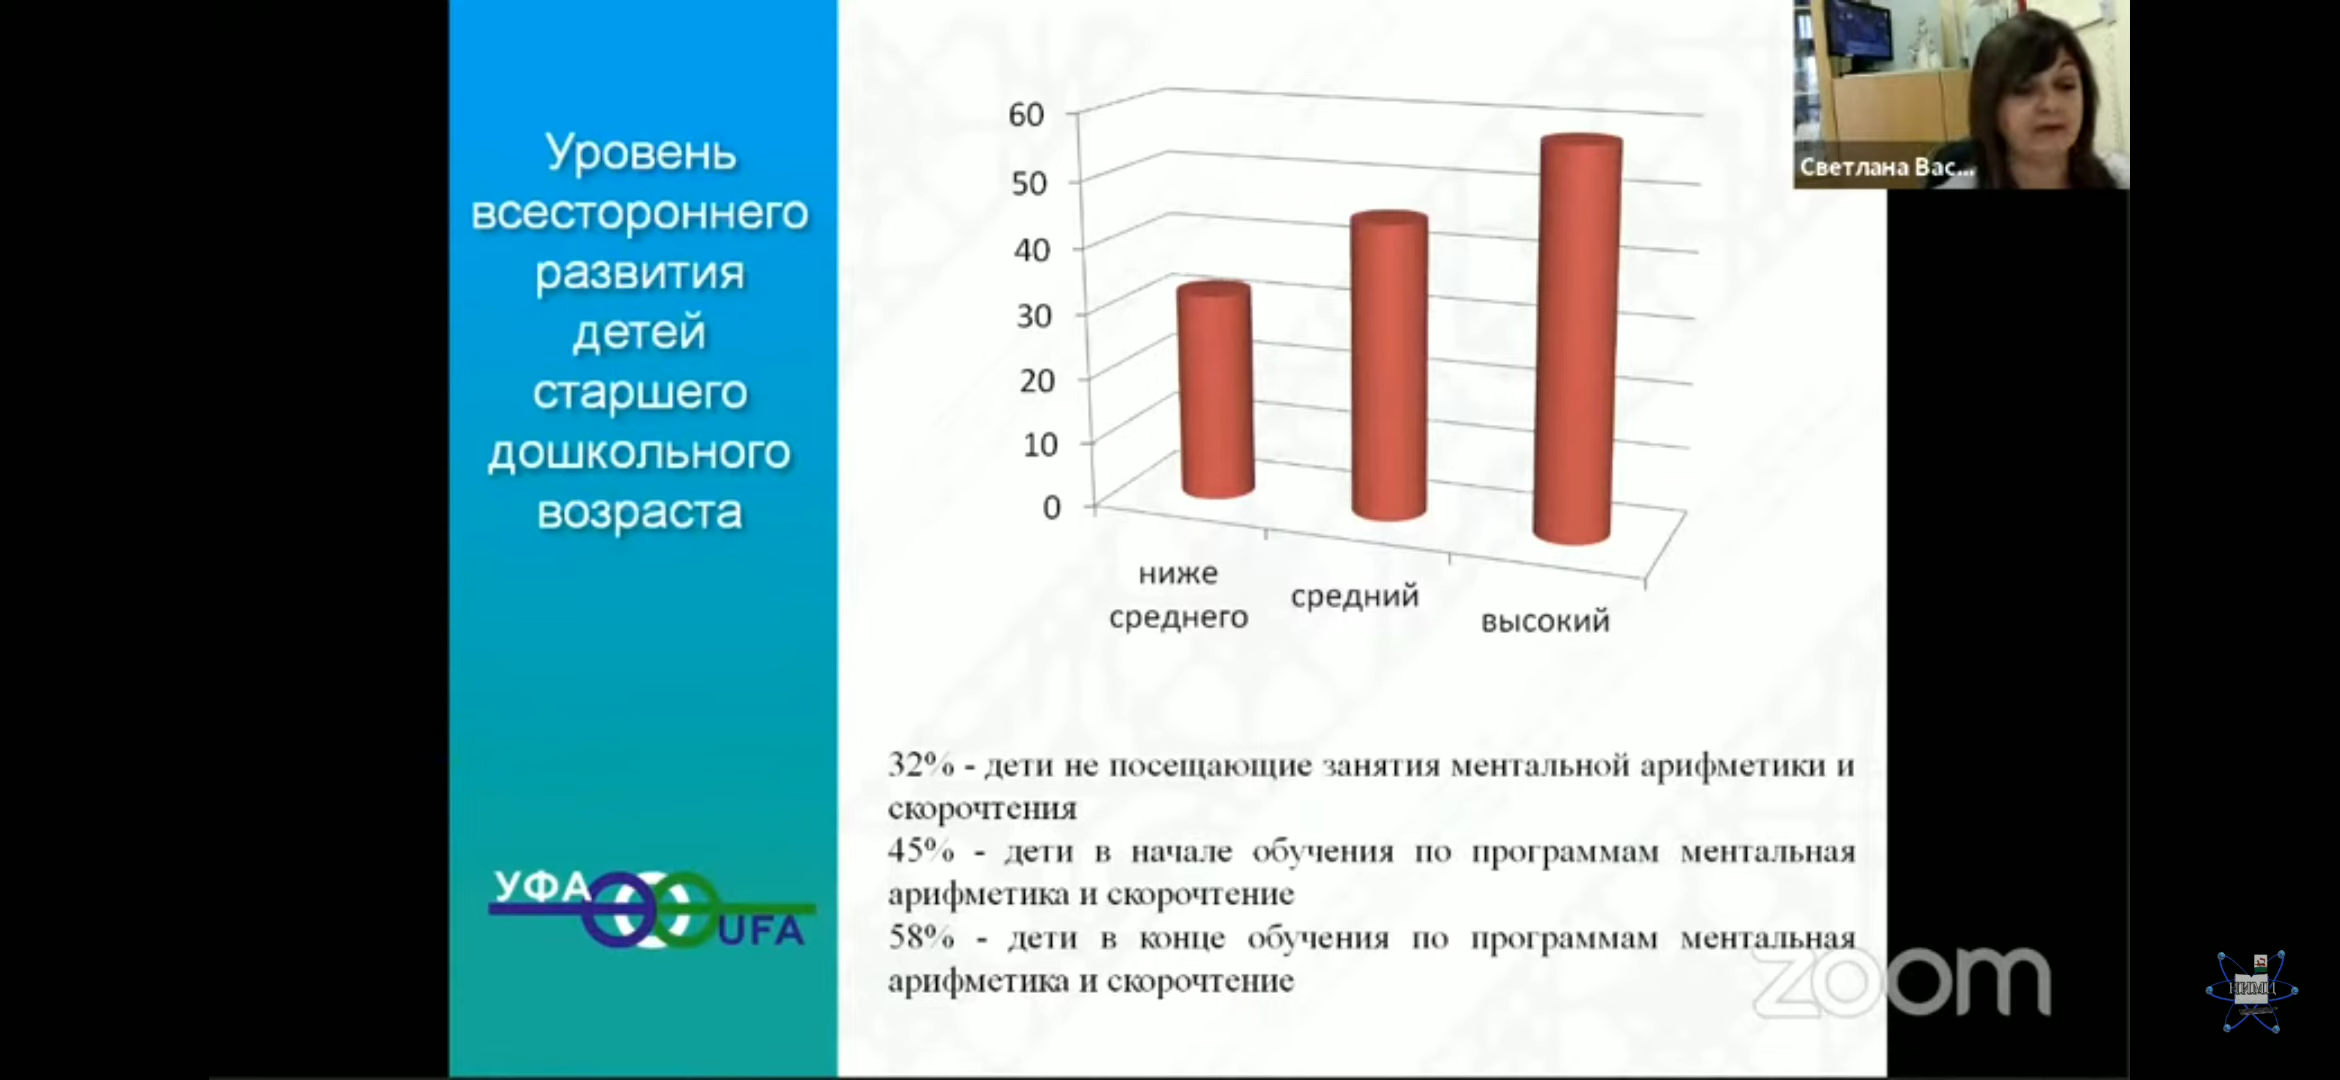 Уровень
всестороннего
развития
детей
старшего
дошкольного
возраста
УФА
UFA
60
50
40
30
20
10
0
ниже
среднего
средний
высокий
32% - дети не посещающие занятия ментальной арифметики и
скорочтения
45% - дети в начале обучения по программам ментальная
арифметика и скорочтение
58% - дети в конце обучения по программам ментальная
арифметика и скорочтение
Светлана Вас...
zoom
НИМЦ